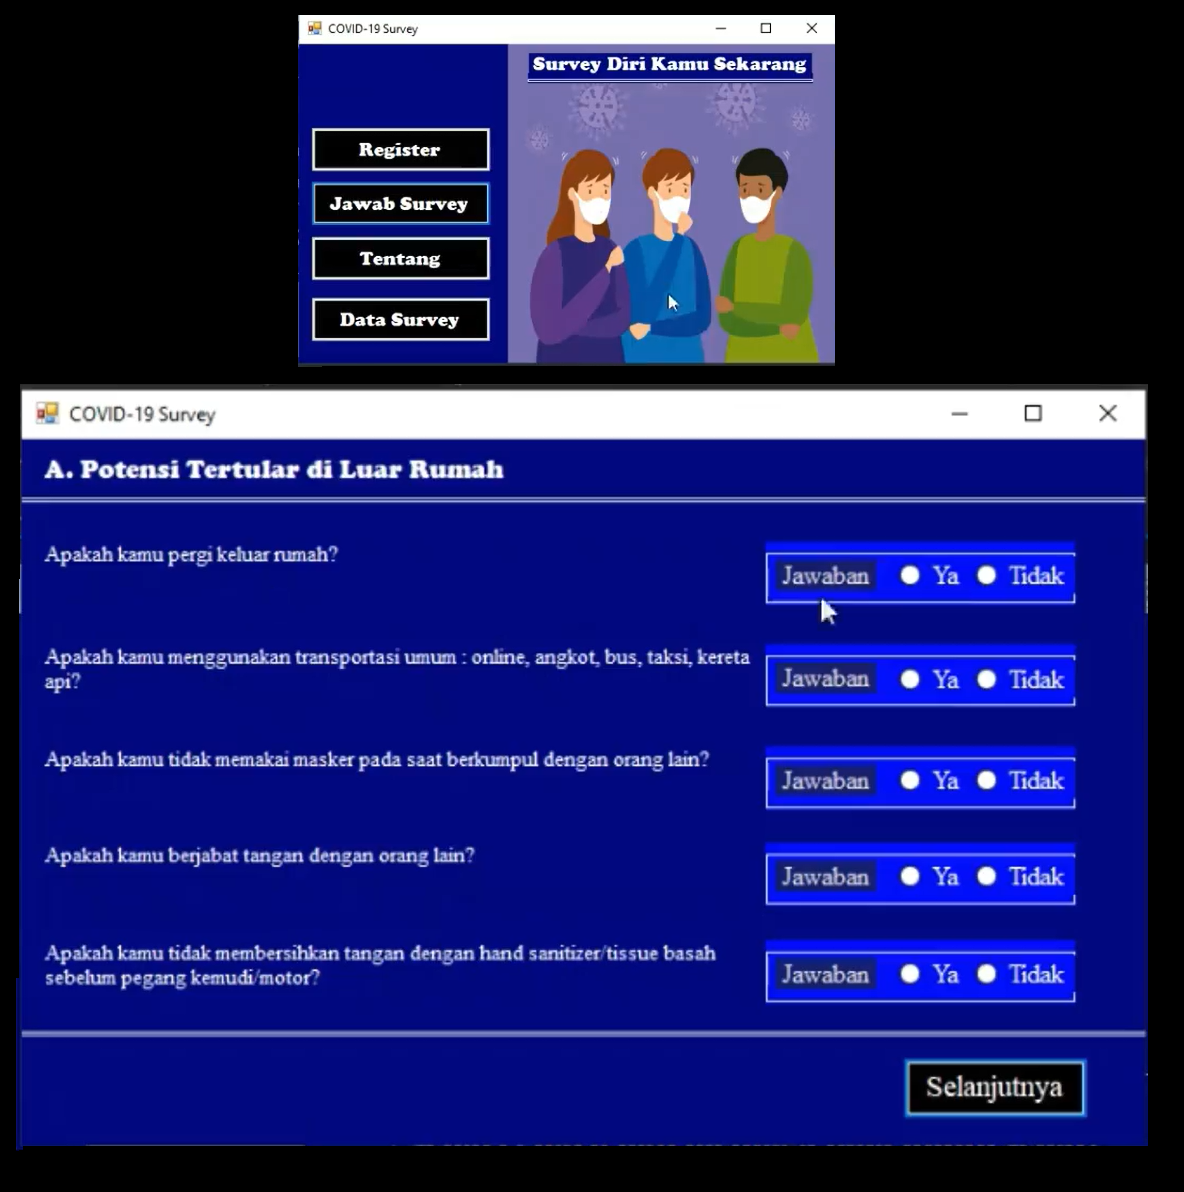 COVID-19 Survey
Survey Diri Kamu Sekarang
Register
Jawab Survey
Tentang
Data Survey
COVID-19 Survey
A. Potensi Tertular di Luar Rumah
Apakah kamu pergi keluar rumah?
Jawaban Ya Tidak
Apakah kamu menggunakan transportasi umum : online, angkot, bus, taksi, kereta
api?
Jawaban Ya Tidak
Apakah kamu tidak memakai masker pada saat berkumpul dengan orang lain?
Jawaban Ya Tidak
Apakah kamu berjabat tangan dengan orang lain?
Jawaban Ya Tidak
Apakah kamu tidak membersihkan tangan dengan hand sanitizer/tissue basah
sebelum pegang kemudi/motor?
Jawaban Ya Tidak
Selanjutnya